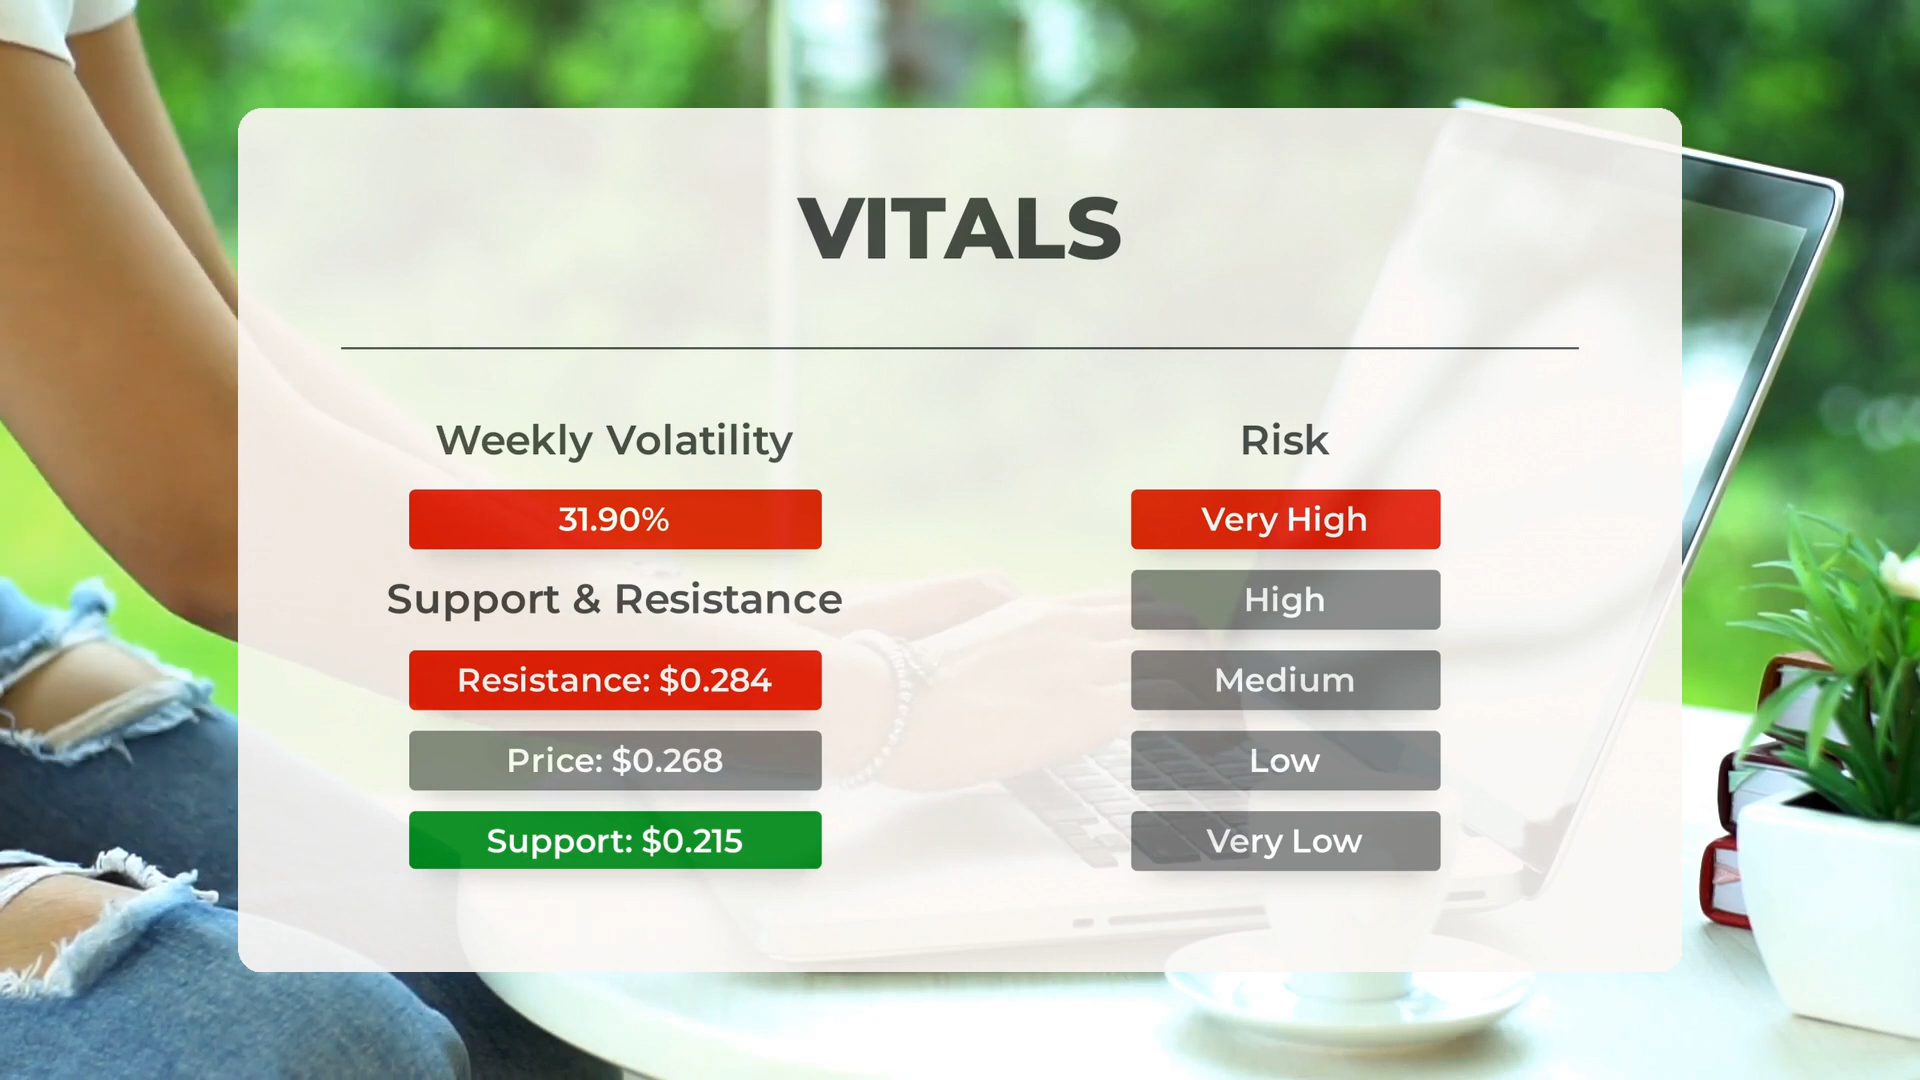 VITALS
Weekly Volatility
31.90%
Support & Resistance
Resistance: $0.284
Price: $0.268
Support: $0.215
Risk
Very High
High
Medium
Low
Very Low